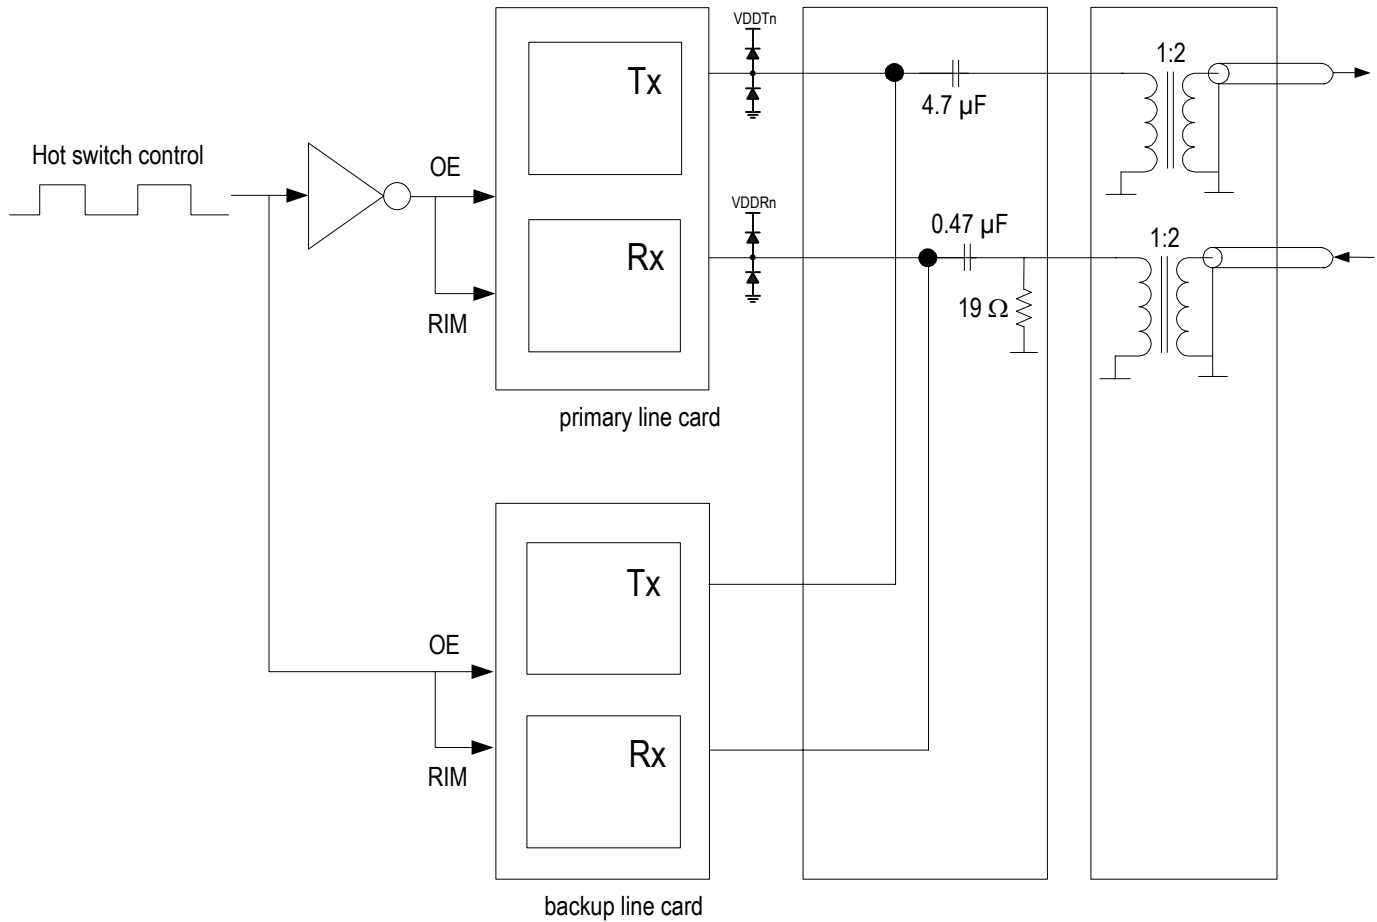 VDDTn
1:2
Tx
4.7 µF
Hot switch control
OE
VDDRn
0.47 µF
1:2
Rx
19 Ω
RIM
primary line card
Tx
OE
Rx
RIM
backup line card